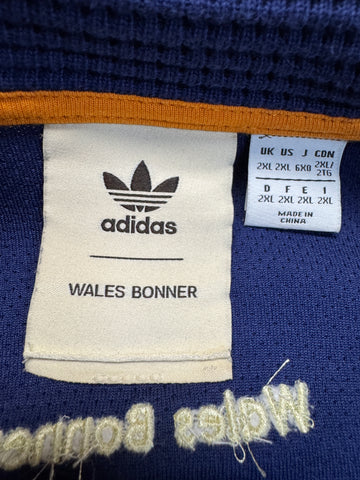 adidas
WALES BONNER
UK US J CDN
2XL 2XL 6XO 2XL/
2TG
D F E I
2XL 2XL 2XL 2XL
MADE IN
CHINA
Wales Bonne